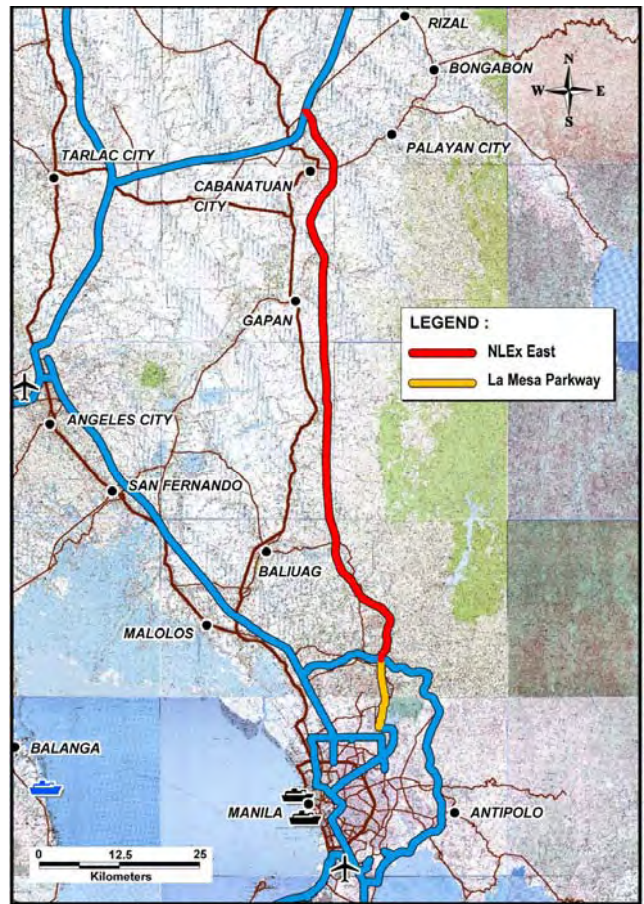 RIZAL
BONGABON
N
W
E
S
PALAYAN CITY
TARLAC CITY
CABANATUAN
CITY
GAPAN
LEGEND :
NLEx East
La Mesa Parkway
ANGELES CITY
SAN FERNANDO
BALIUAG
MALOLOS
BALANGA
MANILA
ANTIPOLO
0
12.5
25
Kilometers